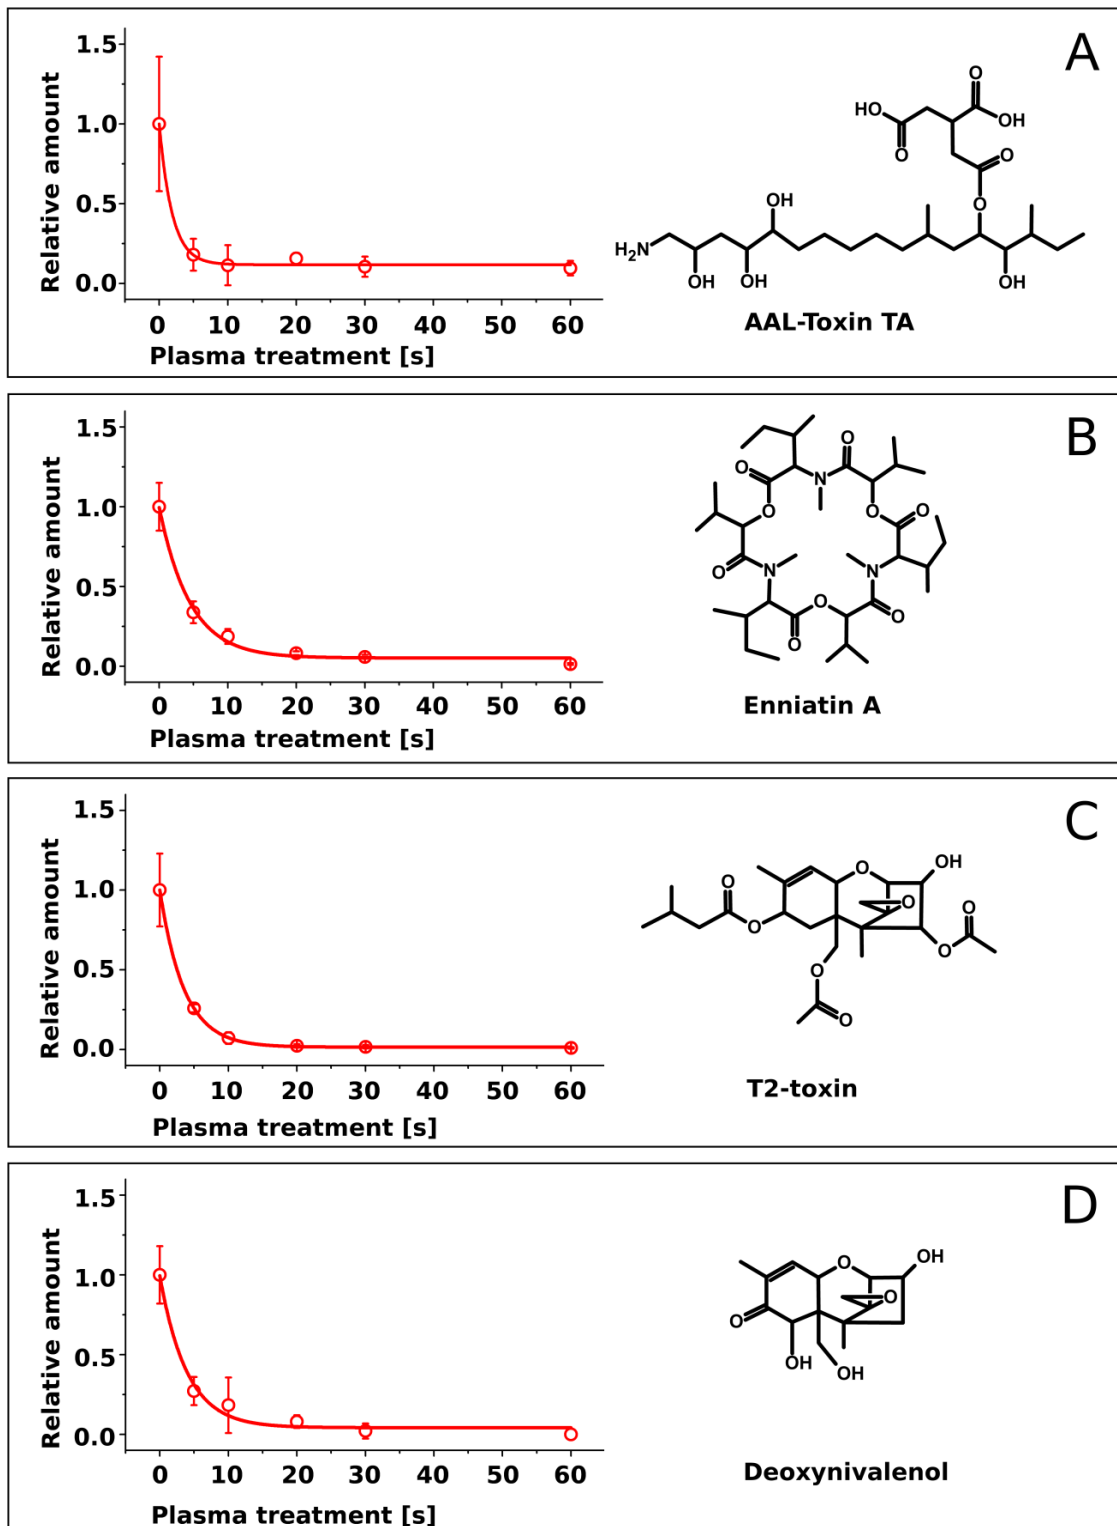 A
Relative amount
1.5
1.0
0.5
0.0
0 10 20 30 40 50 60
Plasma treatment [s]
O
HO
OH
O
O
O
OH
H2N
OH
OH
OH
AAL-Toxin TA
B
Relative amount
1.5
1.0
0.5
0.0
0 10 20 30 40 50 60
Plasma treatment [s]
O
O
N
O
O
O
O
N
N
O
O
O
O
Enniatin A
C
Relative amount
1.5
1.0
0.5
0.0
0 10 20 30 40 50 60
Plasma treatment [s]
OH
O
O
O
O
O
O
O
O
T2-toxin
D
Relative amount
1.5
1.0
0.5
0.0
0 10 20 30 40 50 60
Plasma treatment [s]
OH
O
O
O
OH
OH
Deoxynivalenol